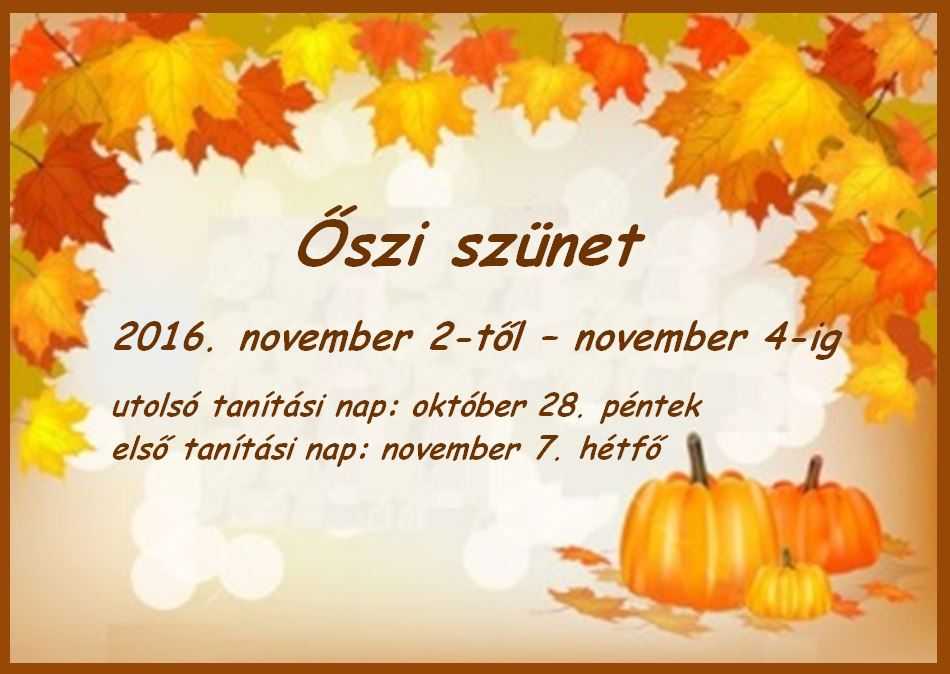 Őszi szünet
2016. november 2-től – november 4-ig
utolsó tanítási nap: október 28. péntek
első tanítási nap: november 7. hétfő